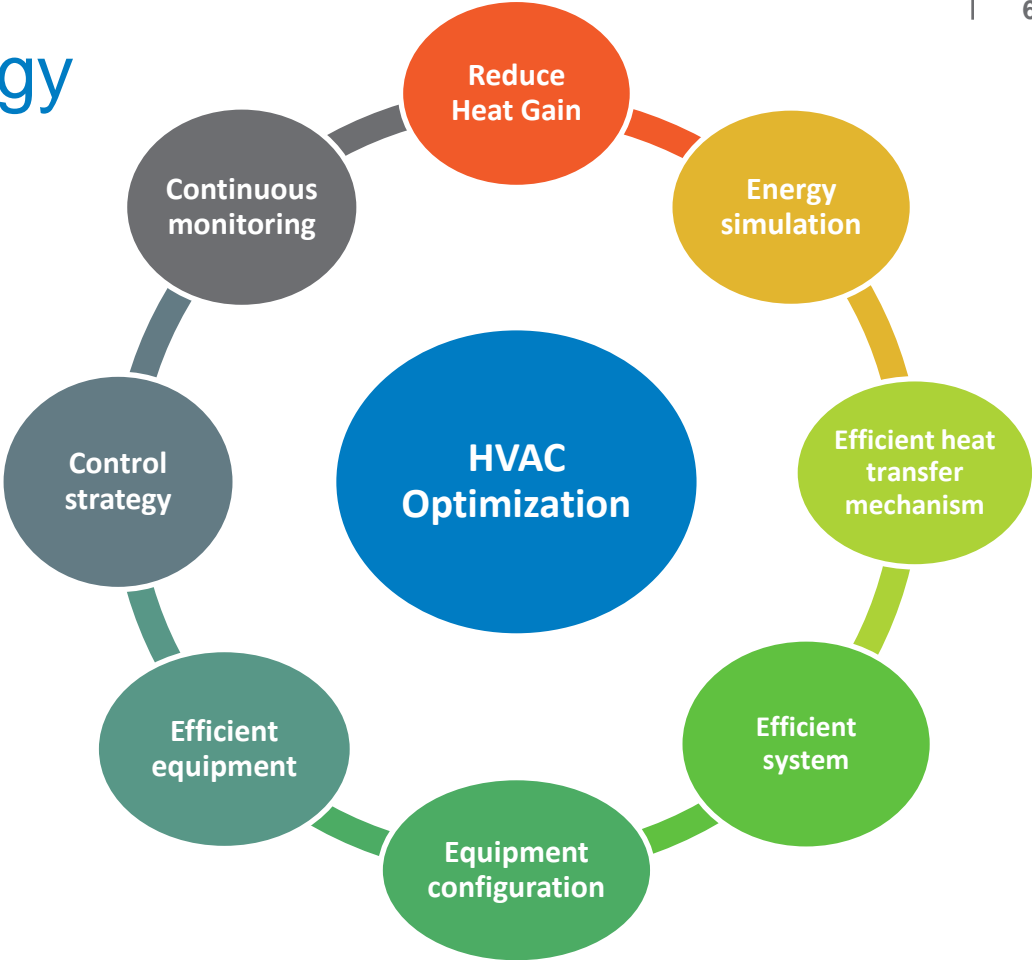 gy
6
Reduce
Heat Gain
Energy
simulation
Efficient heat
transfer
mechanism
Efficient
system
Equipment
configuration
Efficient
equipment
Control
strategy
Continuous
monitoring
HVAC
Optimization